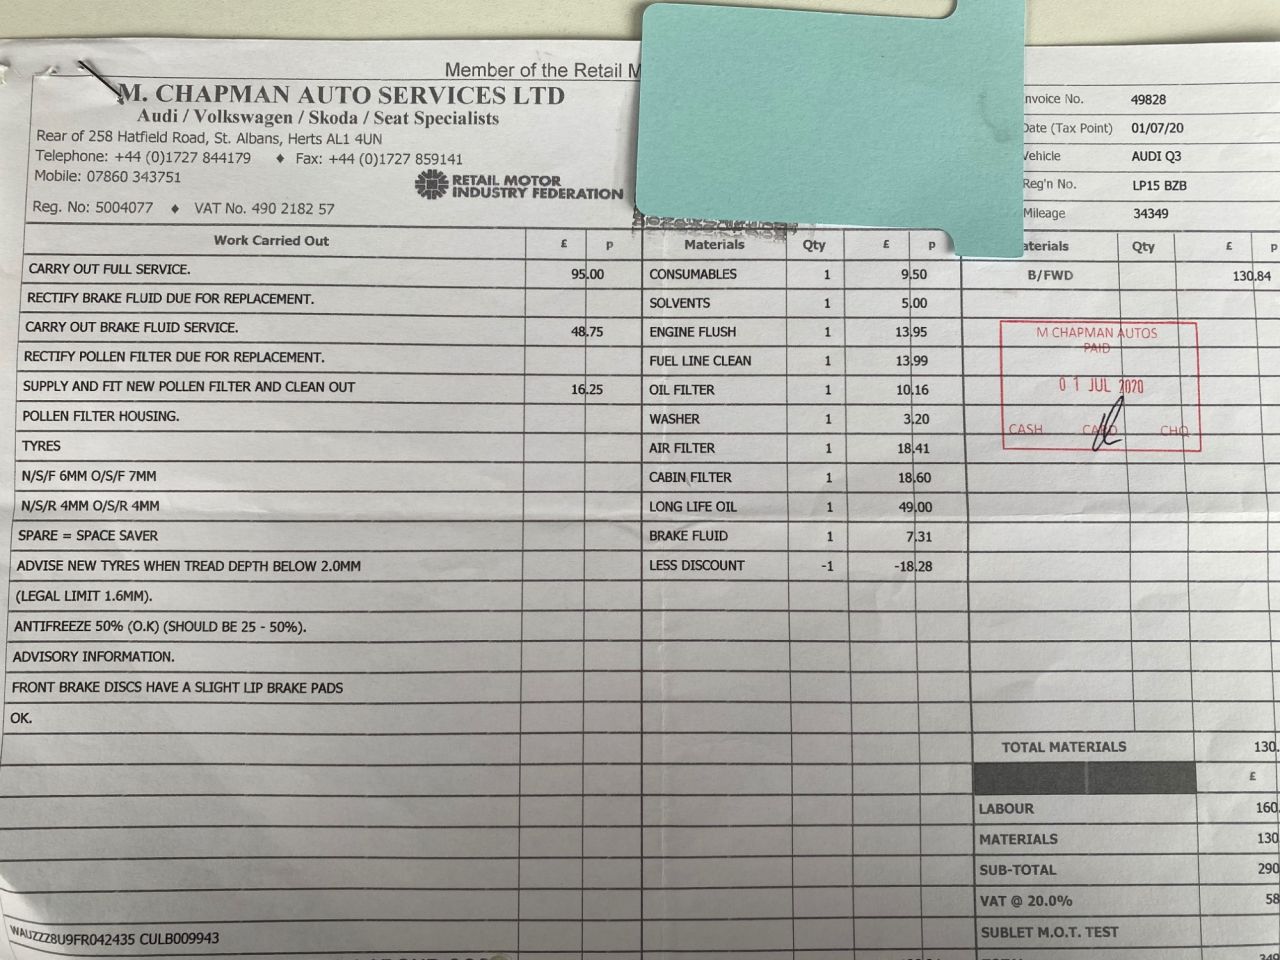 Member of the Retail M
M. CHAPMAN AUTO SERVICES LTD
Audi / Volkswagen / Skoda / Seat Specialists
Rear of 258 Hatfield Road, St. Albans, Herts AL1 4UN
Telephone: +44 (0)1727 844179 ♦ Fax: +44 (0)1727 859141
Mobile: 07860 343751
RETAIL MOTOR
INDUSTRY FEDERATION
Reg. No: 5004077 ♦ VAT No. 490 2182 57
nvoice No. 49828
Date (Tax Point) 01/07/20
Vehicle AUDI Q3
Reg'n No. LP15 BZB
Mileage 34349
Work Carried Out £ p Materials Qty £ p aterials Qty £ p
CARRY OUT FULL SERVICE. 95.00 CONSUMABLES 1 9.50 B/FWD 130.84
RECTIFY BRAKE FLUID DUE FOR REPLACEMENT. SOLVENTS 1 5.00
CARRY OUT BRAKE FLUID SERVICE. 48.75 ENGINE FLUSH 1 13.95
RECTIFY POLLEN FILTER DUE FOR REPLACEMENT. FUEL LINE CLEAN 1 13.99
SUPPLY AND FIT NEW POLLEN FILTER AND CLEAN OUT 16.25 OIL FILTER 1 10.16
POLLEN FILTER HOUSING. WASHER 1 3.20
TYRES AIR FILTER 1 18.41
N/S/F 6MM O/S/F 7MM CABIN FILTER 1 18.60
N/S/R 4MM O/S/R 4MM LONG LIFE OIL 1 49.00
SPARE = SPACE SAVER BRAKE FLUID 1 7.31
ADVISE NEW TYRES WHEN TREAD DEPTH BELOW 2.0MM LESS DISCOUNT -1 -18.28
(LEGAL LIMIT 1.6MM).
ANTIFREEZE 50% (O.K) (SHOULD BE 25 - 50%).
ADVISORY INFORMATION.
FRONT BRAKE DISCS HAVE A SLIGHT LIP BRAKE PADS
OK.
M CHAPMAN AUTOS
PAID
01 JUL 2020
CASH CARD CHQ
TOTAL MATERIALS 130.
£
LABOUR 160.
MATERIALS 130
SUB-TOTAL 290
VAT @ 20.0% 58
SUBLET M.O.T. TEST
WAUZZZ8U9FR042435 CULB009943
349